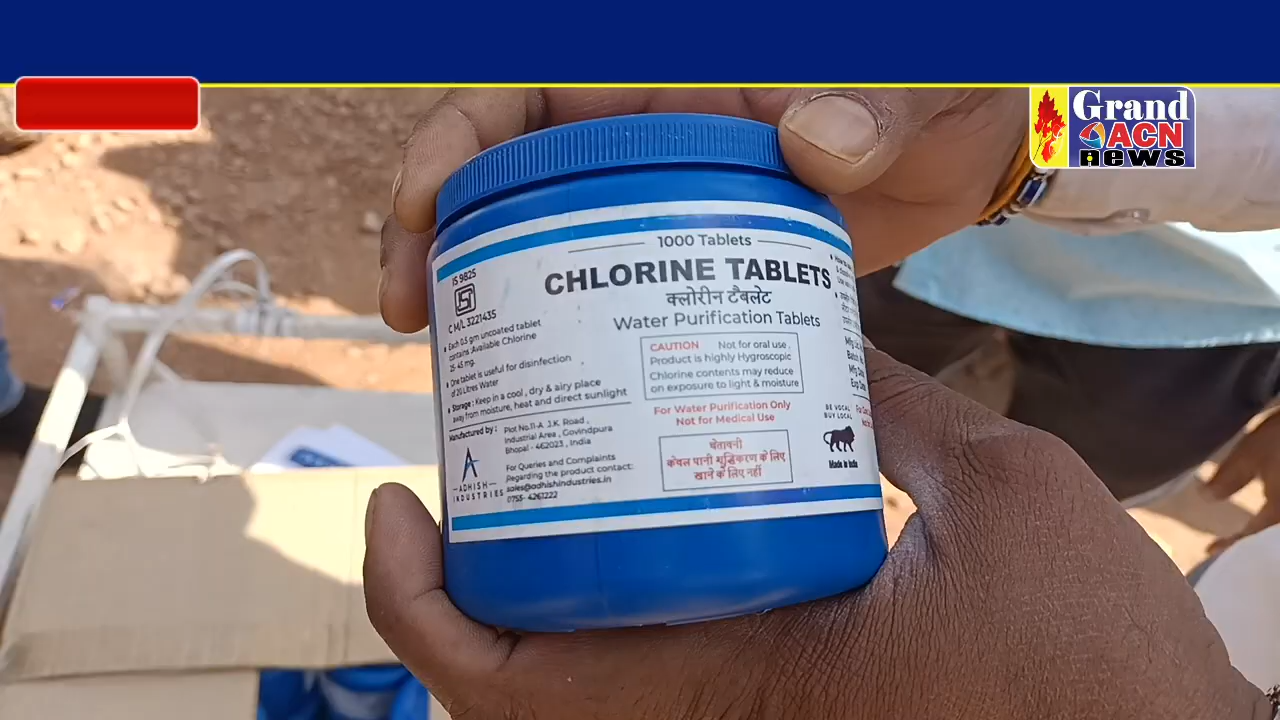 Grand
ACN
news
1000 Tablets
CHLORINE TABLETS
क्लोरीन टैबलेट
Water Purification Tablets
IS 9825
C M/L 3221435
• Each 0.5 gm uncoated tablet
contains :Available Chlorine
25. 45 mg.
• One tablet is useful for disinfection
of 20 Litres Water
• Storage : Keep in a cool , dry & airy place
away from moisture, heat and direct sunlight
Manufactured by :
Plot No.11-A J.K. Road ,
Industrial Area , Govindpura
Bhopal - 462023 , India
ADHISH
INDUSTRIES
For Queries and Complaints
Regarding the product contact:
sales@adhishindustries.in
0755- 4261222
CAUTION Not for oral use .
Product is highly Hygroscopic
Chlorine contents may reduce
on exposure to light & moisture
For Water Purification Only
Not for Medical Use
चेतावनी
केवल पानी शुद्धिकरण के लिए
खाने के लिए नहीं
BE VOCAL
BUY LOCAL
Made in India